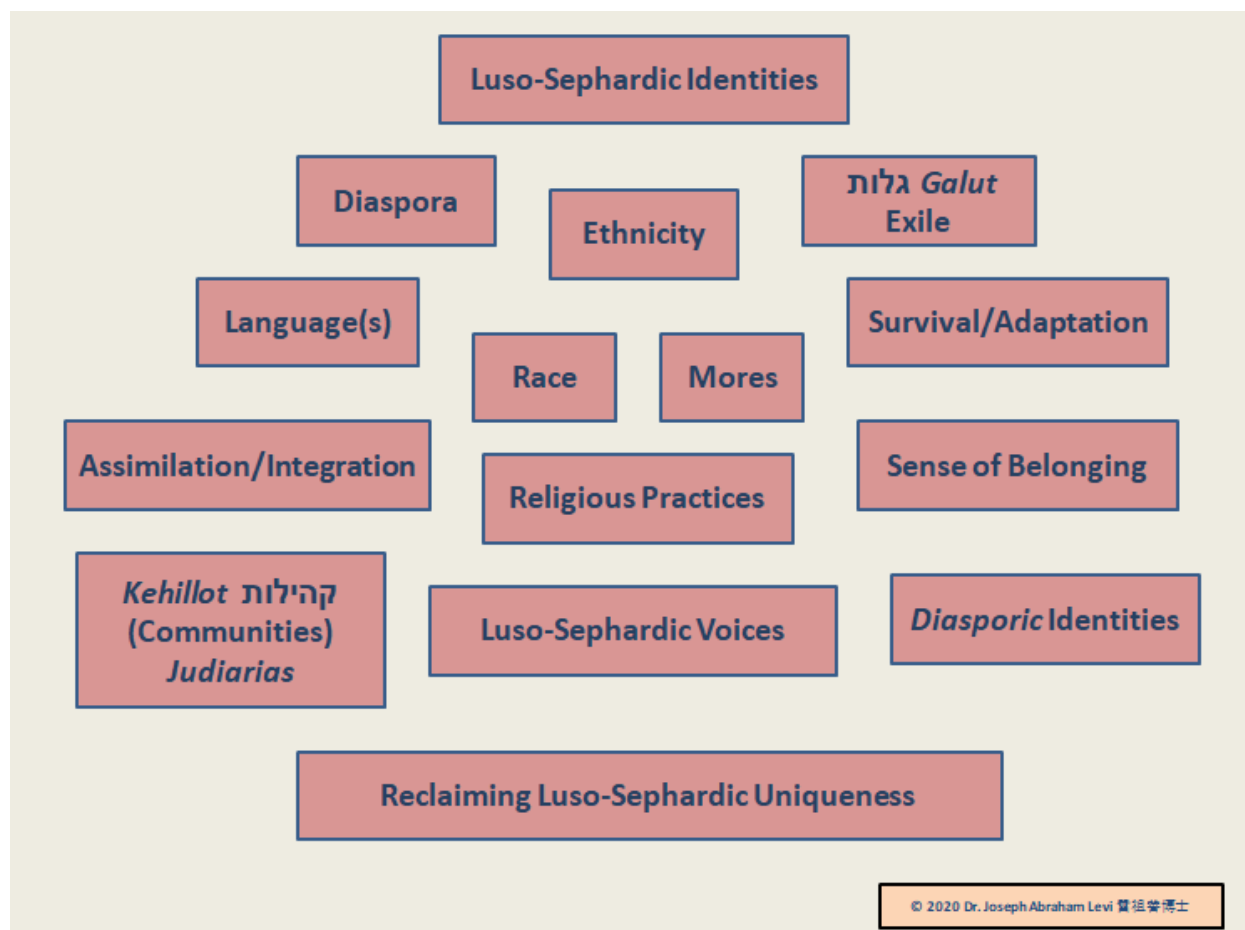 Luso-Sephardic Identities
Diaspora
Ethnicity
גלות Galut
Exile
Language(s)
Survival/Adaptation
Race
Mores
Assimilation/Integration
Religious Practices
Sense of Belonging
Kehillot קהילות
(Communities)
Judiarias
Luso-Sephardic Voices
Diasporic Identities
Reclaiming Luso-Sephardic Uniqueness
© 2020 Dr. Joseph Abraham Levi 博士